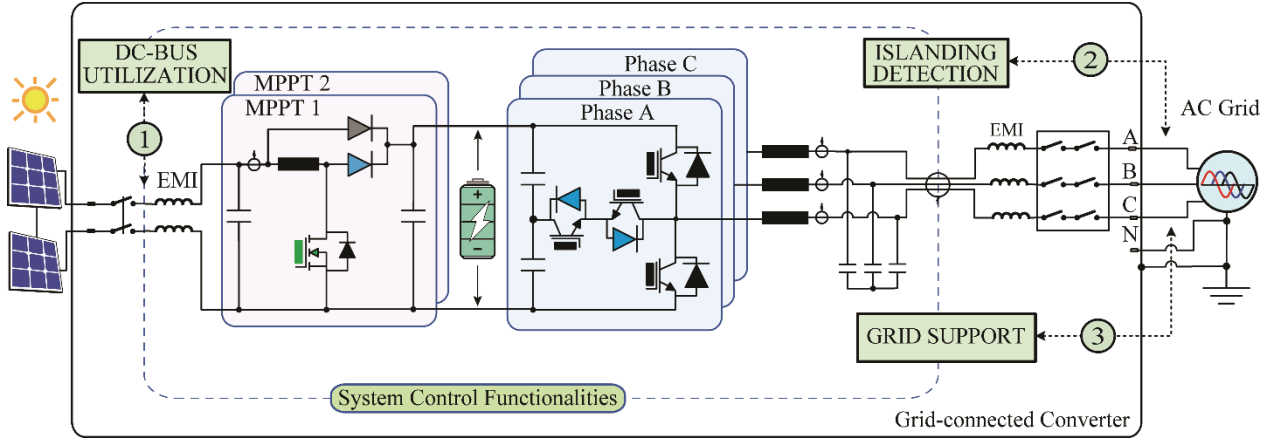 DC-BUS
UTILIZATION
1
EMI
MPPT 2
MPPT 1
Phase C
Phase B
Phase A
ISLANDING
DETECTION
2
AC Grid
EMI
A
B
C
N
GRID SUPPORT
3
System Control Functionalities
Grid-connected Converter